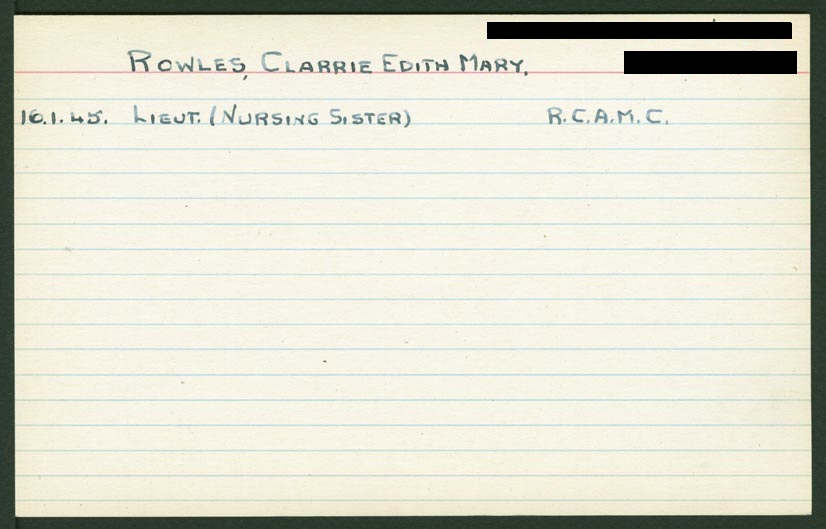 ROWLES, CLARRIE EDITH MARY.
16.1.45. LIEUT. (NURSING SISTER) R.C.A.M.C.